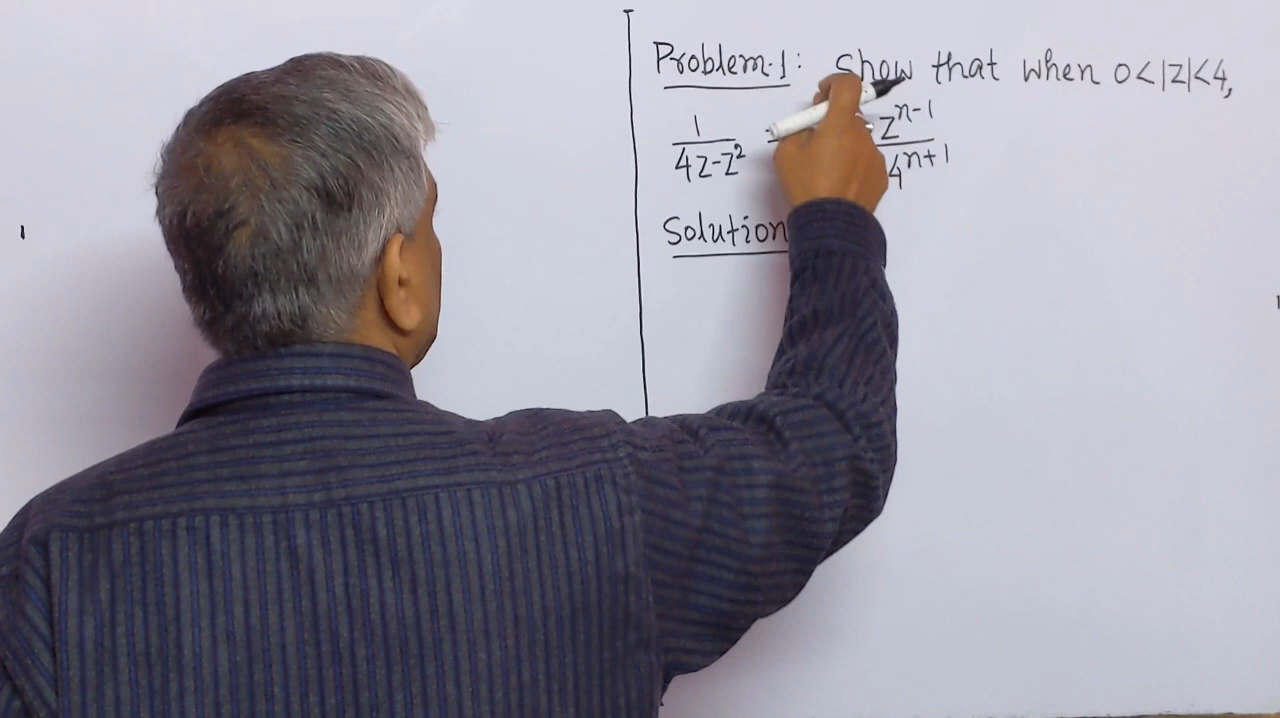 Problem.1: Show that when 0<|z|<4,
1/(4z-z²) = z^(n-1)/4^(n+1)
Solution